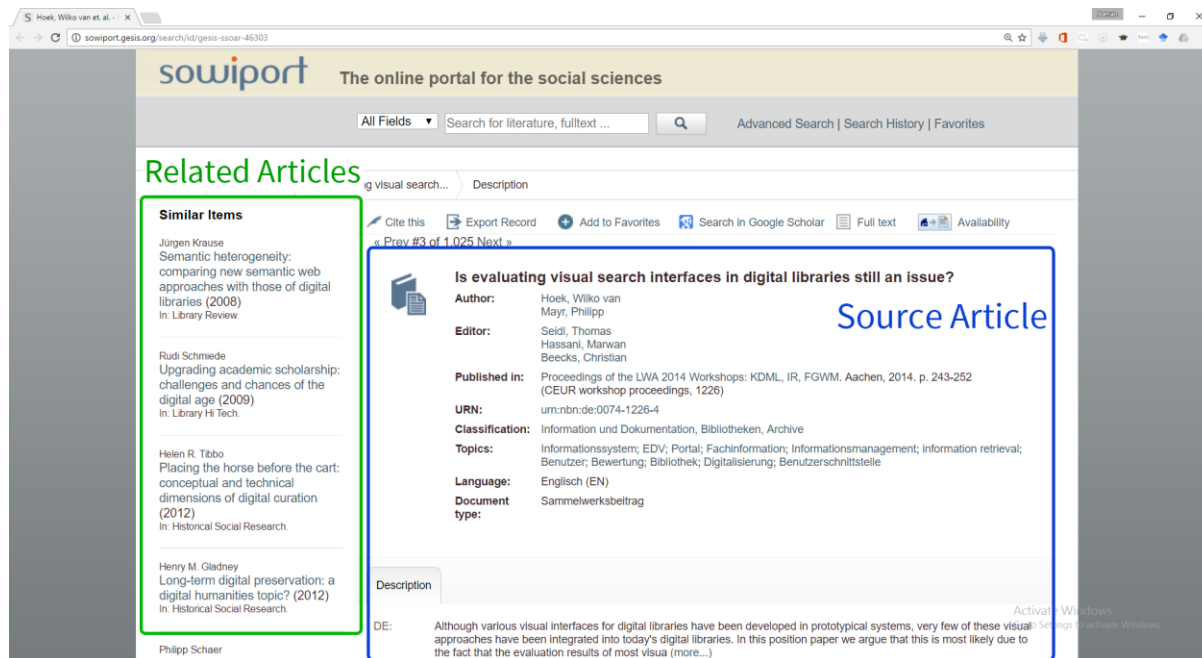 S Hoek, Wilko van et. al. -
sowiport.gesis.org/search/id/gesis-ssoar-46303
sowiport
The online portal for the social sciences
All Fields
Search for literature, fulltext ...
Advanced Search | Search History | Favorites
Related Articles
g visual search...
Description
Similar Items
Jürgen Krause
Semantic heterogeneity:
comparing new semantic web
approaches with those of digital
libraries (2008)
In: Library Review.
Rudi Schmiede
Upgrading academic scholarship:
challenges and chances of the
digital age (2009)
In: Library Hi Tech.
Helen R. Tibbo
Placing the horse before the cart:
conceptual and technical
dimensions of digital curation
(2012)
In: Historical Social Research.
Henry M. Gladney
Long-term digital preservation: a
digital humanities topic? (2012)
In: Historical Social Research.
Philipp Schaer
Cite this Export Record Add to Favorites Search in Google Scholar Full text Availability
« Prev #3 of 1.025 Next »
Is evaluating visual search interfaces in digital libraries still an issue?
Source Article
Author: Hoek, Wilko van
Mayr, Philipp
Editor: Seidl, Thomas
Hassani, Marwan
Beecks, Christian
Published in: Proceedings of the LWA 2014 Workshops: KDML, IR, FGWM. Aachen, 2014. p. 243-252
(CEUR workshop proceedings, 1226)
URN: urn:nbn:de:0074-1226-4
Classification: Information und Dokumentation, Bibliotheken, Archive
Topics: Informationssystem; EDV; Portal; Fachinformation; Informationsmanagement; information retrieval;
Benutzer; Bewertung; Bibliothek; Digitalisierung; Benutzerschnittstelle
Language: Englisch (EN)
Document Sammelwerksbeitrag
type:
Description
DE: Although various visual interfaces for digital libraries have been developed in prototypical systems, very few of these visual
approaches have been integrated into today's digital libraries. In this position paper we argue that this is most likely due to
the fact that the evaluation results of most visua (more...)
Activate Windows
Settings to activate Windows.